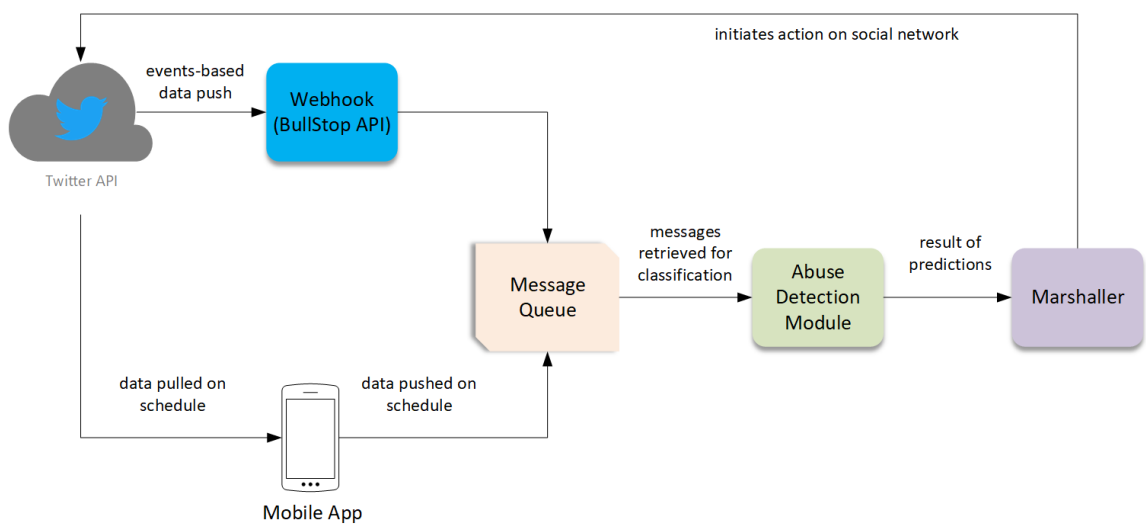 initiates action on social network
events-based
data push
Webhook
(BullStop API)
Twitter API
messages
retrieved for
classification
result of
predictions
Message
Queue
Abuse
Detection
Module
Marshaller
data pulled on
schedule
data pushed on
schedule
Mobile App